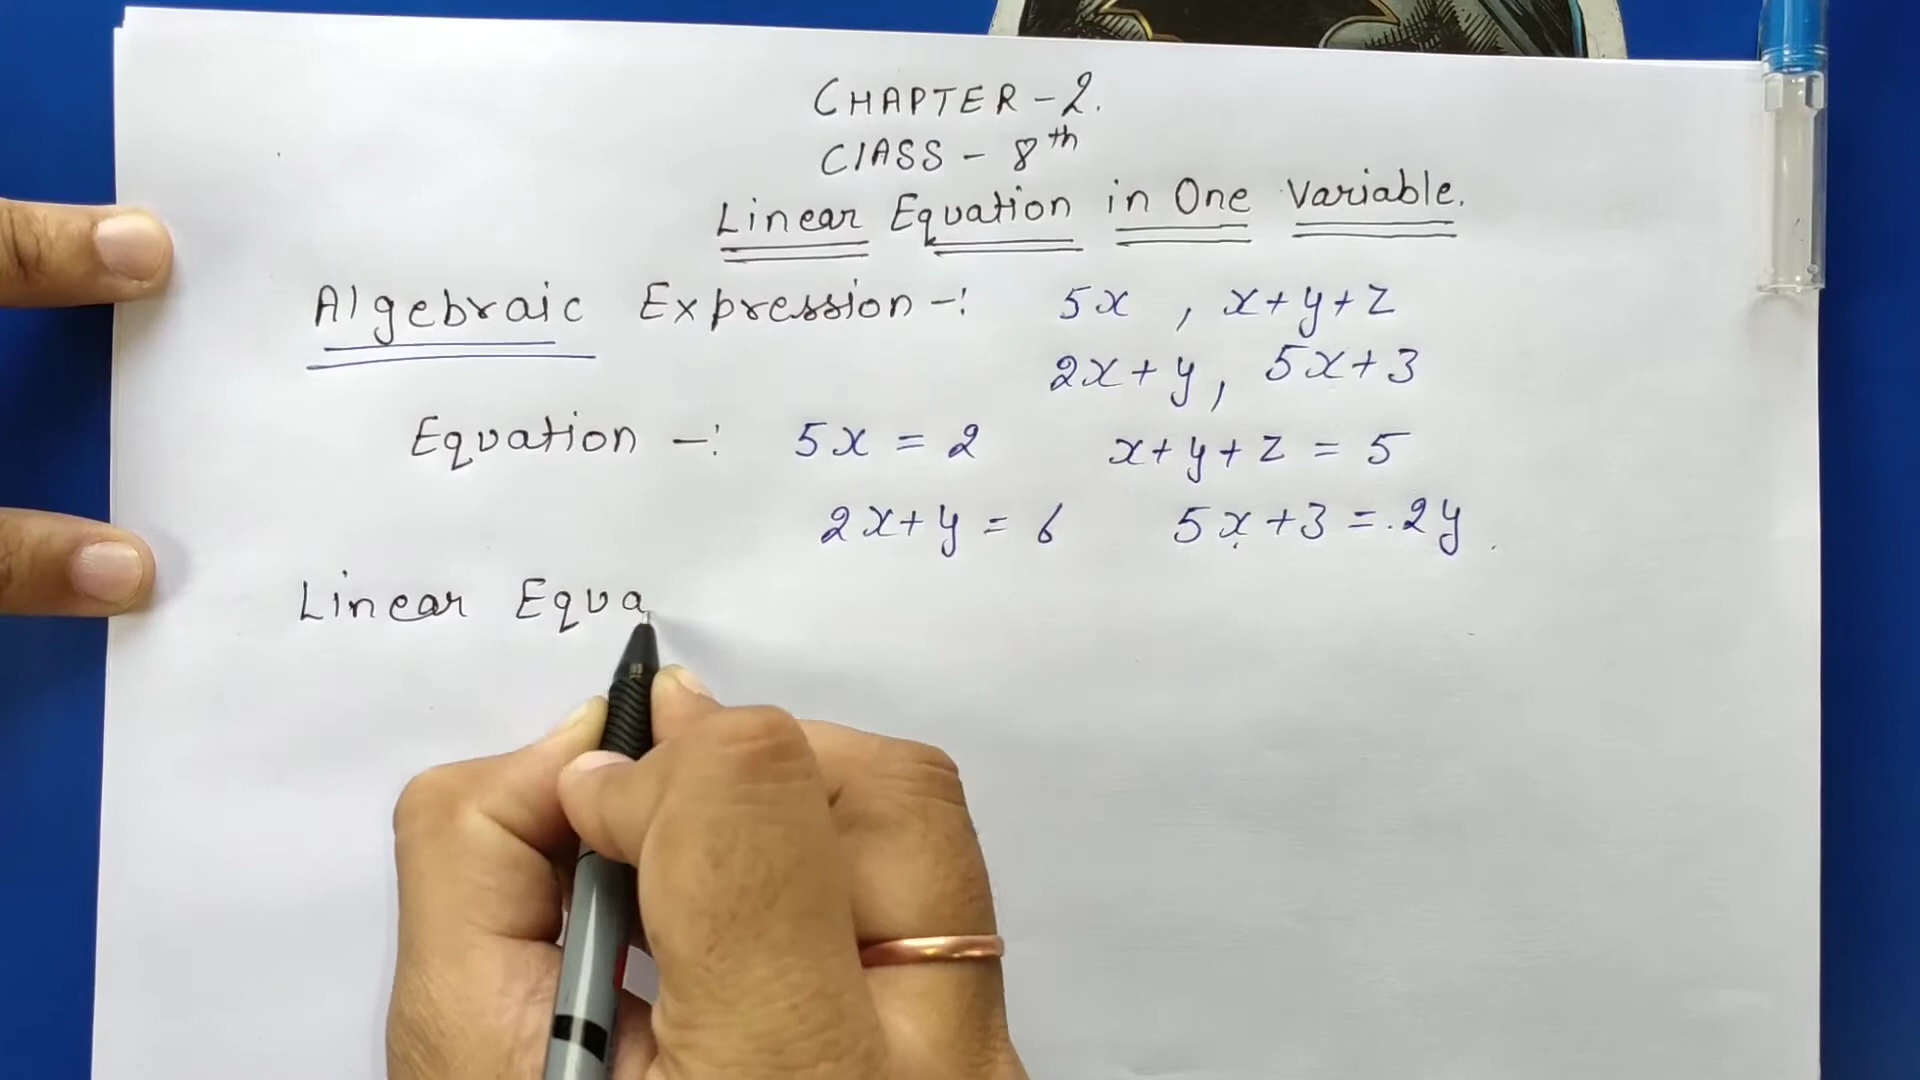 CHAPTER - 2.
ClASS - 8th
Linear Equation in One Variable.
Algebraic Expression -: 5x , x+y+z
2x+y, 5x+3
Equation -: 5x = 2 x+y+z = 5
2x+y = 6 5x+3 = 2y
Linear Equa